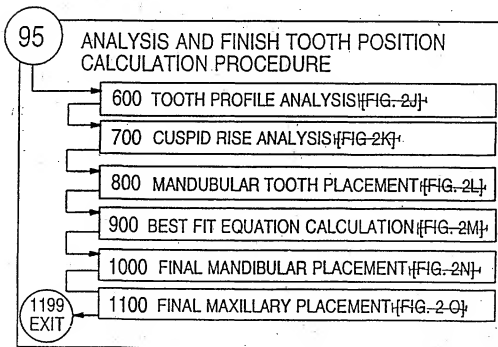 95
ANALYSIS AND FINISH TOOTH POSITION
CALCULATION PROCEDURE
600 TOOTH PROFILE ANALYSIS [FIG. 2J]
700 CUSPID RISE ANALYSIS [FIG 2K]
800 MANDUBULAR TOOTH PLACEMENT [FIG. 2L]
900 BEST FIT EQUATION CALCULATION [FIG. 2M]
1000 FINAL MANDIBULAR PLACEMENT [FIG. 2N]
1100 FINAL MAXILLARY PLACEMENT [FIG. 2-O]
1199
EXIT